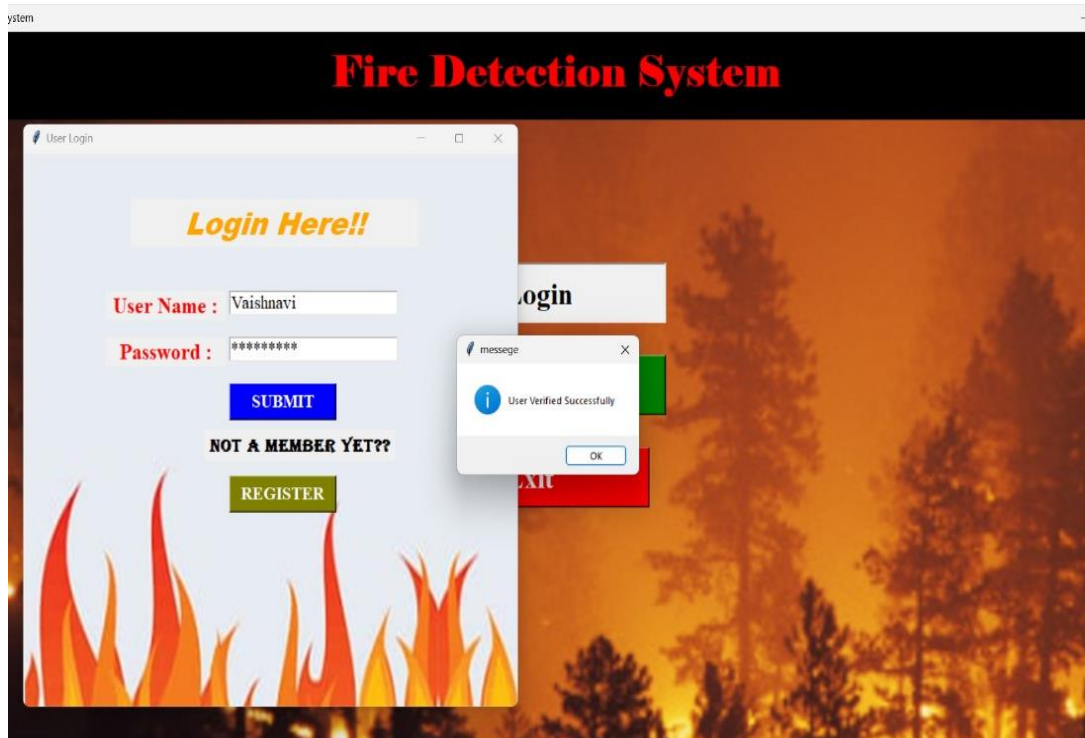 ystem
Fire Detection System
User Login
Login Here!!
User Name : Vaishnavi
Password : *********
SUBMIT
NOT A MEMBER YET??
REGISTER
ogin
messege
User Verified Successfully
OK
Exit